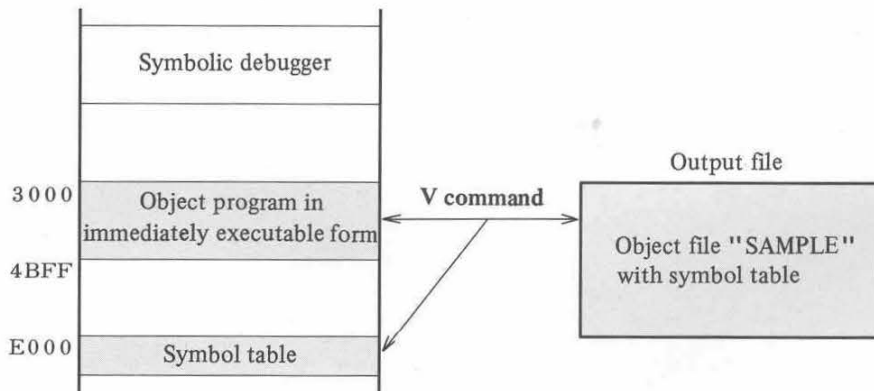 Symbolic debugger
Output file
3000
Object program in
immediately executable form
V command
Object file "SAMPLE"
with symbol table
4BFF
E000
Symbol table